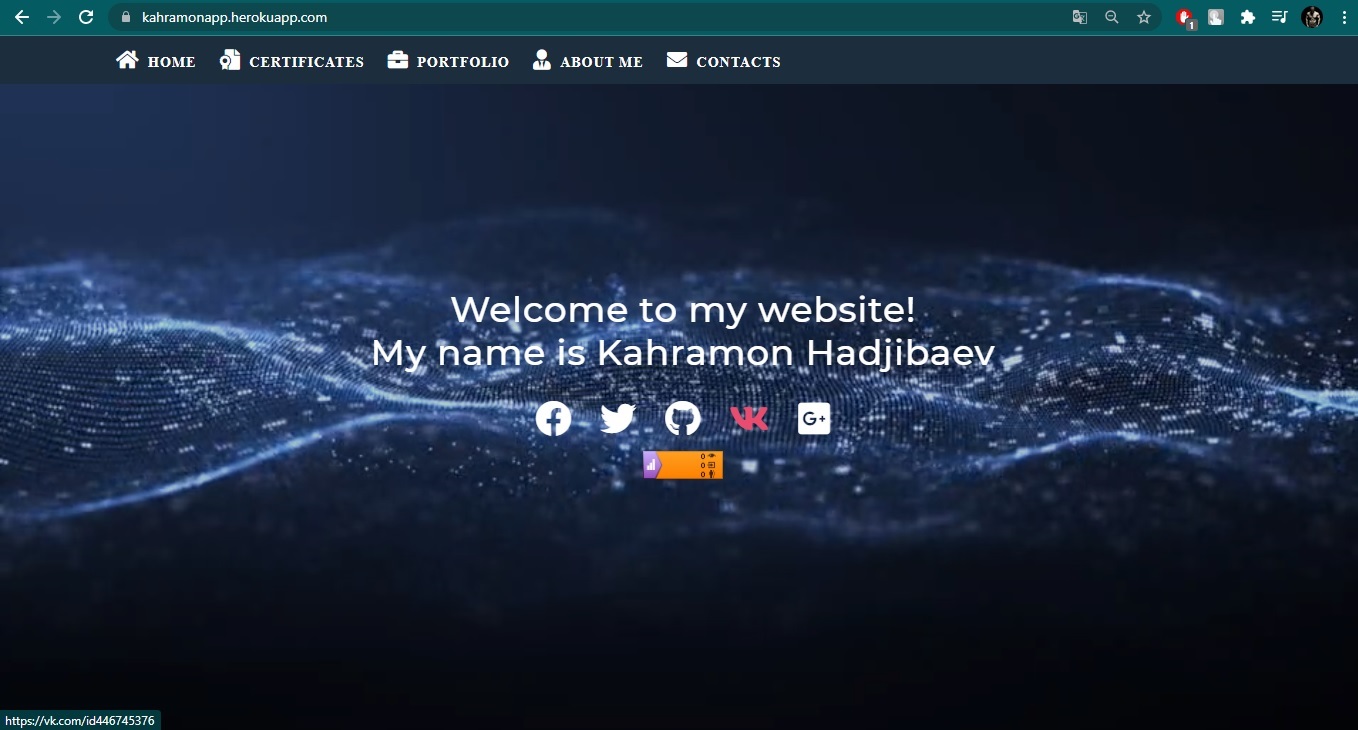 kahramonapp.herokuapp.com
1
HOME CERTIFICATES PORTFOLIO ABOUT ME CONTACTS
Welcome to my website!
My name is Kahramon Hadjibaev
G+
0
0
0
https://vk.com/id446745376